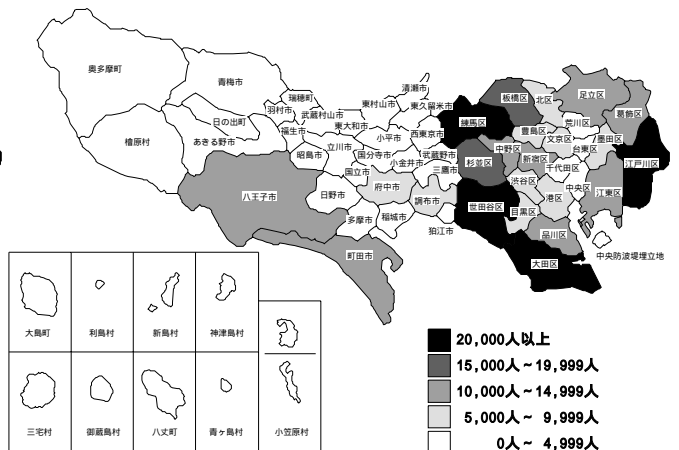 奥多摩町
青梅市
瑞穂町
羽村市
武蔵村山市
東村山市
清瀬市
東久留米市
日の出町
福生市
東大和市
小平市
西東京市
檜原村
あきる野市
昭島市
立川市
国分寺市
小金井市
武蔵野市
国立市
三鷹市
八王子市
日野市
府中市
調布市
多摩市
稲城市
狛江市
町田市
板橋区
北区
足立区
葛飾区
練馬区
豊島区
荒川区
文京区
墨田区
台東区
江戸川区
中野区
杉並区
新宿区
千代田区
渋谷区
中央区
江東区
港区
世田谷区
目黒区
品川区
大田区
中央防波堤埋立地
大島町
利島村
新島村
神津島村
三宅村
御蔵島村
八丈町
青ヶ島村
小笠原村
20,000人以上
15,000人~19,999人
10,000人~14,999人
5,000人~ 9,999人
0人~ 4,999人